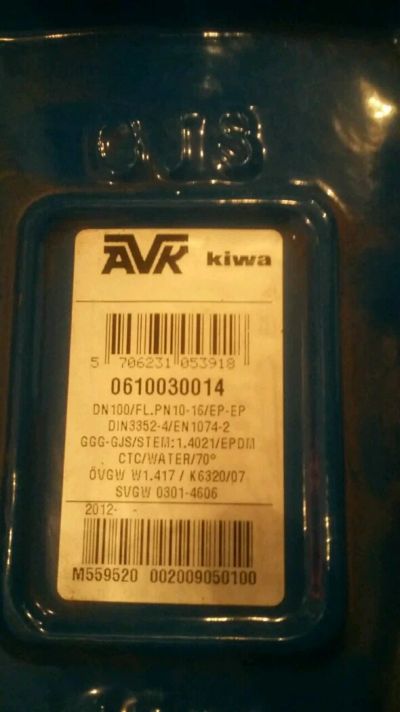 GJS
AVK kiwa
5 706231 053918
0610030014
DN100/FL.PN10-16/EP-EP
DIN3352-4/EN1074-2
GGG-GJS/STEM:1.4021/EPDM
CTC/WATER/70°
ÖVGW W1.417 / K6320/07
SVGW 0301-4606
2012- -
M559520 002009050100